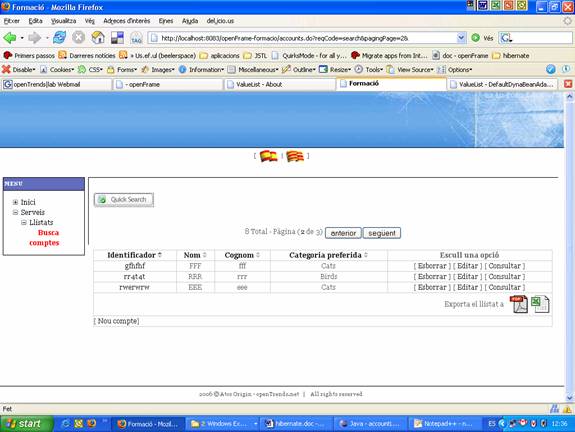 Formació - Mozilla Firefox
Fitxer Edita Visualitza Vés Adreces d'interès Eines Ajuda del.icio.us
http://localhost:8083/openFrame-formacio/accounts.do?reqCode=search&pagingPage=2& Vés
Primers passos Darreres notícies Us.ef.ul (beelerspace) aplicacions JSTL QuirksMode - for all y... Migrate apps from Int... doc - openFrame hibernate
Disable Cookies CSS Forms Images Information Miscellaneous Outline Resize Tools View Source Options
openTrends|lab Webmail - openFrame ValueList - About Formació ValueList - DefaultDynaBeanAda...
[ | ]
MENU
Inici
Serveis
Llistats
Busca
comptes
Quick Search
8 Total - Pàgina (2 de 3) anterior següent
Identificador Nom Cognom Categoria preferida Escull una opció
gfhfhf FFF fff Cats [ Esborrar ] [ Editar ] [ Consultar ]
rr4t4t RRR rrr Birds [ Esborrar ] [ Editar ] [ Consultar ]
rwerwrw EEE eee Cats [ Esborrar ] [ Editar ] [ Consultar ]
Exporta el llistat a PDF
[ Nou compte]
2006 © Atos Origin - openTrends.net | All rights reserved
Fet
start Formació - Mozil... 2 Windows Ex... hibernate.doc -... Java - accounti... Notepad++ - n... ES 12:36